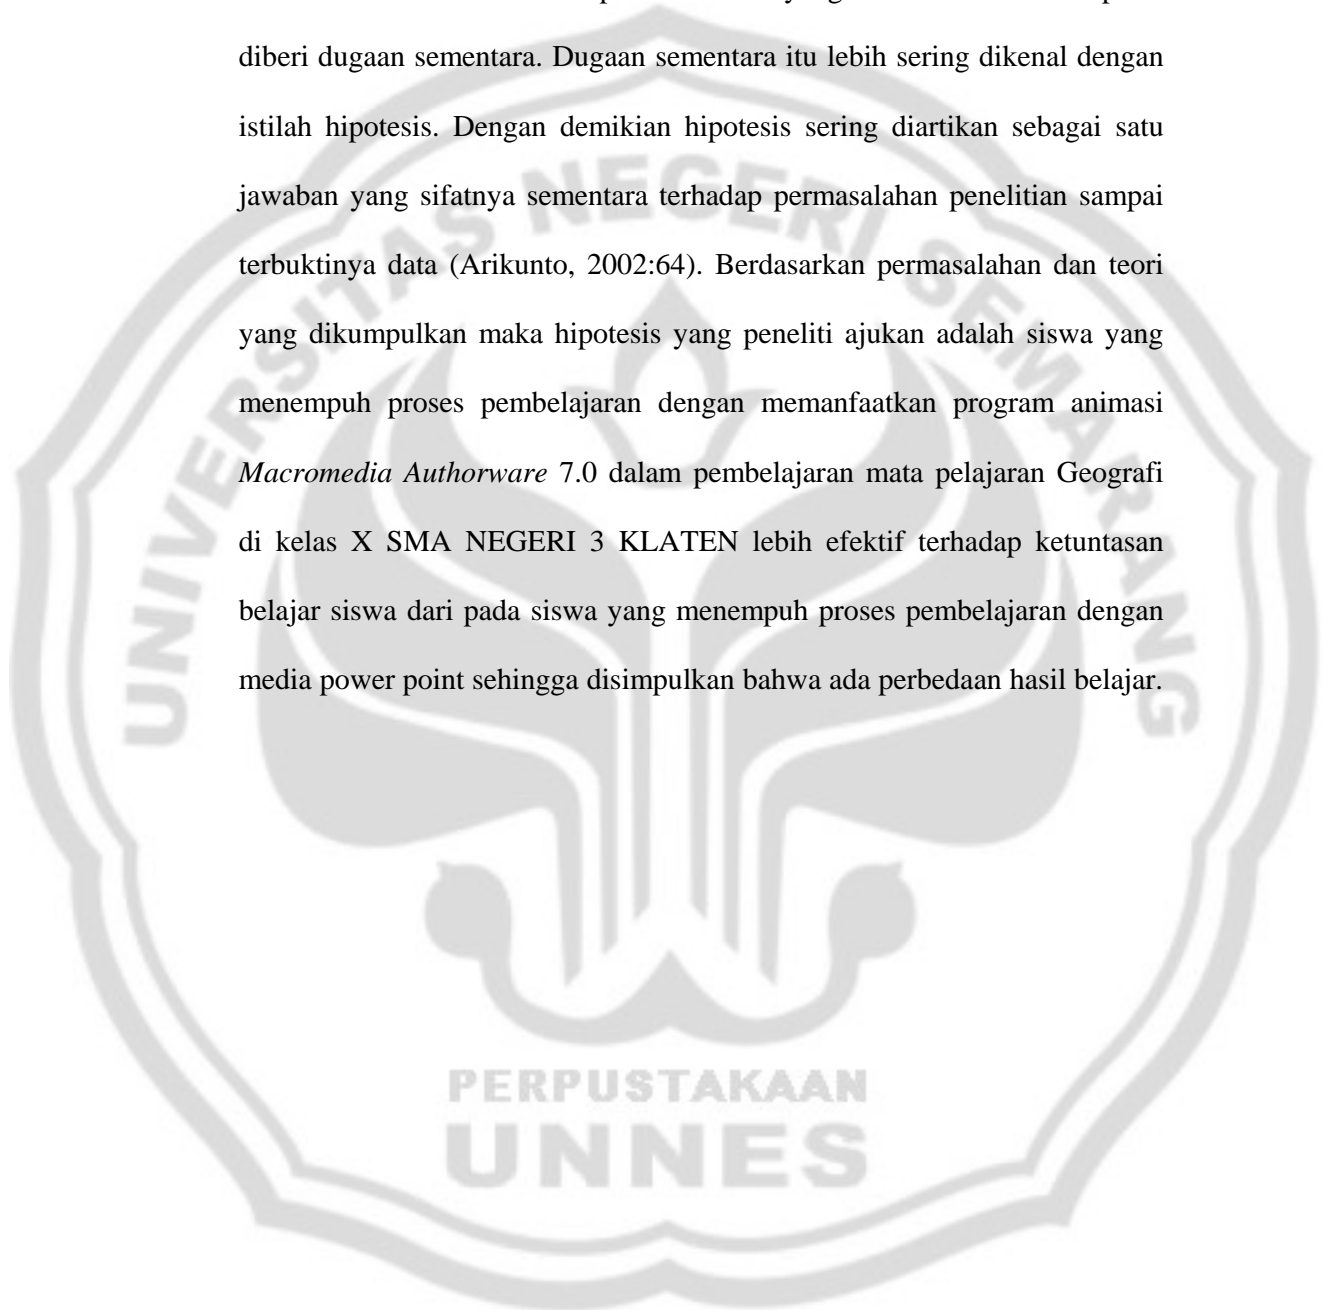 diberi dugaan sementara. Dugaan sementara itu lebih sering dikenal dengan
istilah hipotesis. Dengan demikian hipotesis sering diartikan sebagai satu
jawaban yang sifatnya sementara terhadap permasalahan penelitian sampai
terbuktinya data (Arikunto, 2002:64). Berdasarkan permasalahan dan teori
yang dikumpulkan maka hipotesis yang peneliti ajukan adalah siswa yang
menempuh proses pembelajaran dengan memanfaatkan program animasi
Macromedia Authorware 7.0 dalam pembelajaran mata pelajaran Geografi
di kelas X SMA NEGERI 3 KLATEN lebih efektif terhadap ketuntasan
belajar siswa dari pada siswa yang menempuh proses pembelajaran dengan
media power point sehingga disimpulkan bahwa ada perbedaan hasil belajar.
UNIVERSITAS NEGERI SEMARANG
PERPUSTAKAAN
UNNES